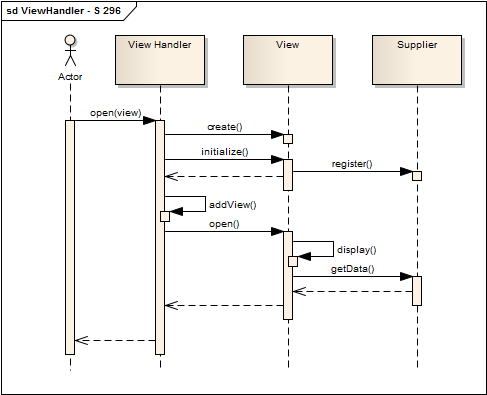 sd ViewHandler - S 296
View Handler
View
Supplier
Actor
open(view)
create()
initialize()
register()
addView()
open()
display()
getData()